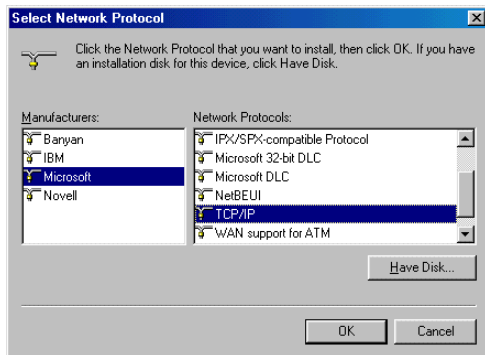 Select Network Protocol
Click the Network Protocol that you want to install, then click OK. If you have
an installation disk for this device, click Have Disk.
Manufacturers:
Banyan
IBM
Microsoft
Novell
Network Protocols:
IPX/SPX-compatible Protocol
Microsoft 32-bit DLC
Microsoft DLC
NetBEUI
TCP/IP
WAN support for ATM
Have Disk...
OK
Cancel